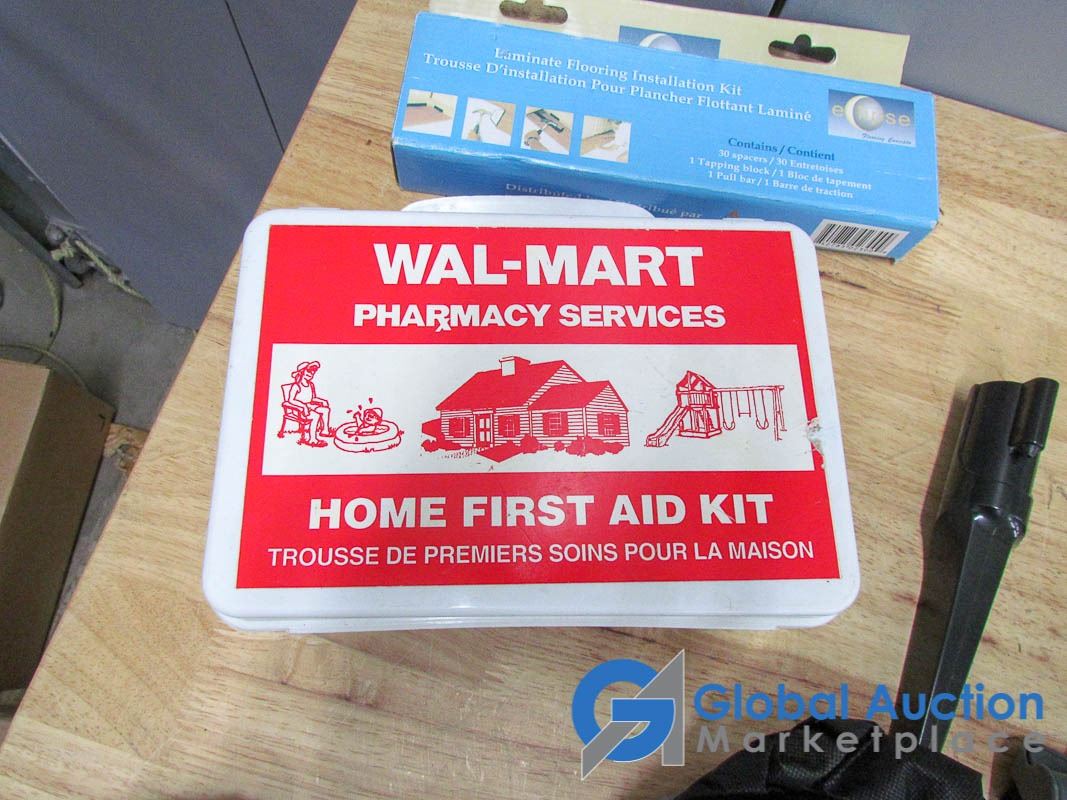 Laminate Flooring Installation Kit
Trousse D'installation Pour Plancher Flottant Laminé
Contains / Contient
30 spacers / 30 Entretoises
1 Tapping block / 1 Bloc de tapement
1 Pull bar / 1 Barre de traction
WAL-MART
PHARMACY SERVICES
HOME FIRST AID KIT
TROUSSE DE PREMIERS SOINS POUR LA MAISON
Global Auction
Marketplace